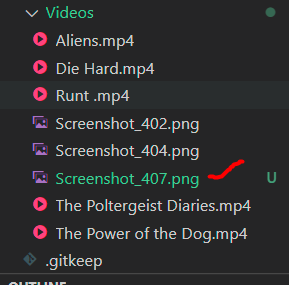 Videos
Aliens.mp4
Die Hard.mp4
Runt .mp4
Screenshot_402.png
Screenshot_404.png
Screenshot_407.png U
The Poltergeist Diaries.mp4
The Power of the Dog.mp4
.gitkeep
OUTLINE